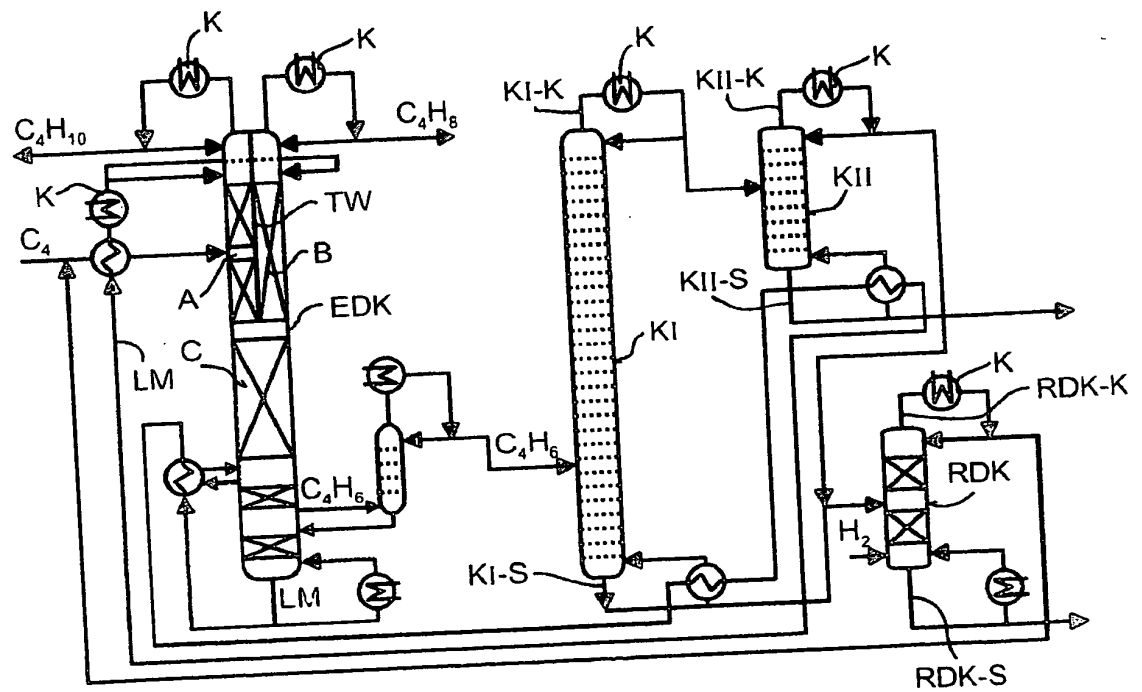 K
K
K
K
KI-K
KII-K
C₄H₁₀
C₄H₈
K
TW
KII
C₄
B
A
KII-S
EDK
KI
LM
C
K
RDK-K
C₄H₆
C₄H₆
RDK
H₂
KI-S
LM
RDK-S